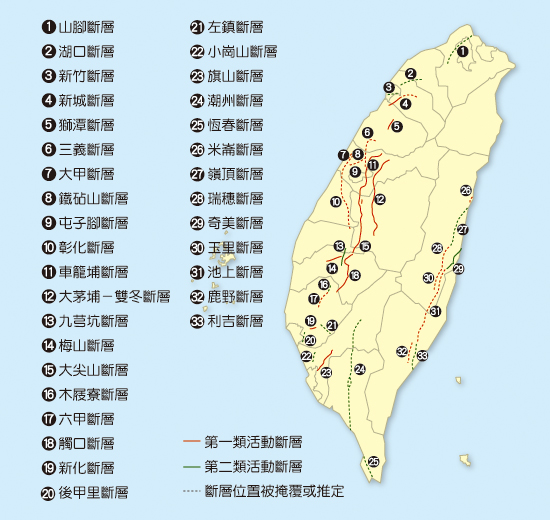 1 山腳斷層
2 湖口斷層
3 新竹斷層
4 新城斷層
5 獅潭斷層
6 三義斷層
7 大甲斷層
8 鐵砧山斷層
9 屯子腳斷層
10 彰化斷層
11 車籠埔斷層
12 大茅埔－雙冬斷層
13 九芎坑斷層
14 梅山斷層
15 大尖山斷層
16 木屐寮斷層
17 六甲斷層
18 觸口斷層
19 新化斷層
20 後甲里斷層
21 左鎮斷層
22 小崗山斷層
23 旗山斷層
24 潮州斷層
25 恆春斷層
26 米崙斷層
27 嶺頂斷層
28 瑞穗斷層
29 奇美斷層
30 玉里斷層
31 池上斷層
32 鹿野斷層
33 利吉斷層
第一類活動斷層
第二類活動斷層
斷層位置被掩覆或推定
1
2
3
4
5
6
7
8
9
11
10
12
26
27
13
15
28
14
18
29
30
16
17
31
19
21
20
22
32
33
23
24
25